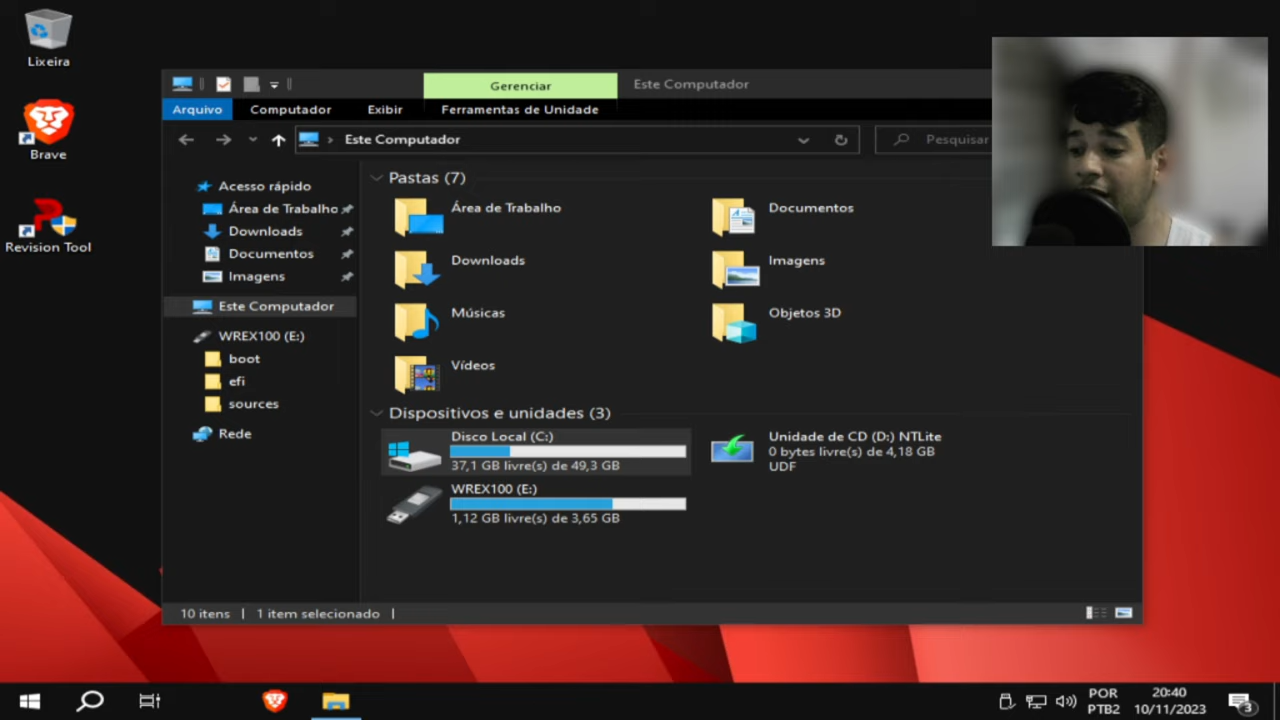 Lixeira
Brave
Revision Tool
Gerenciar
Este Computador
Arquivo
Computador
Exibir
Ferramentas de Unidade
Este Computador
Pesquisar
Acesso rápido
Área de Trabalho
Downloads
Documentos
Imagens
Este Computador
WREX100 (E:)
boot
efi
sources
Rede
Pastas (7)
Área de Trabalho
Documentos
Downloads
Imagens
Músicas
Objetos 3D
Vídeos
Dispositivos e unidades (3)
Disco Local (C:)
37,1 GB livre(s) de 49,3 GB
Unidade de CD (D:) NTLite
0 bytes livre(s) de 4,18 GB
UDF
WREX100 (E:)
1,12 GB livre(s) de 3,65 GB
10 itens
1 item selecionado
POR
PTB2
20:40
10/11/2023
3